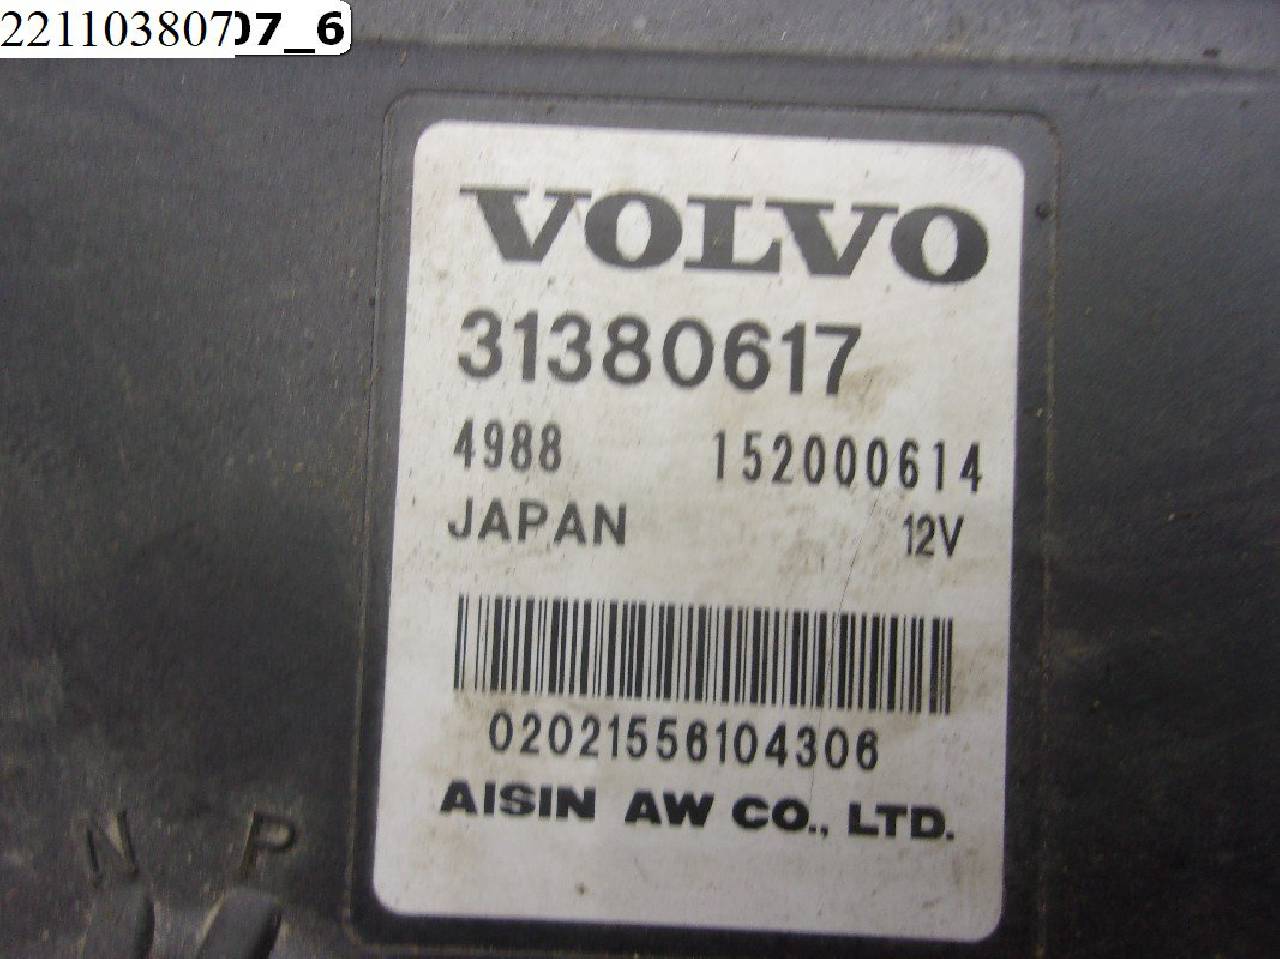 22110380707_6
VOLVO
31380617
4988 152000614
JAPAN 12V
02021556104306
AISIN AW CO., LTD.
N P